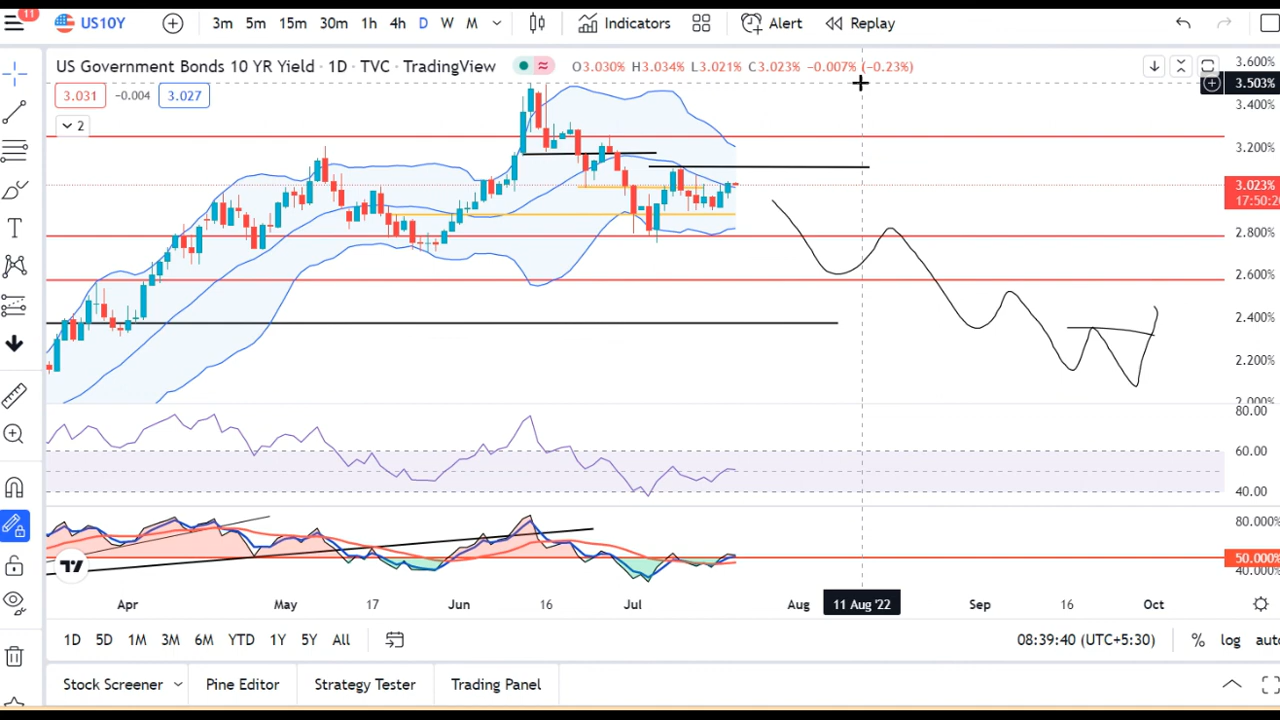 11
US10Y
3m 5m 15m 30m 1h 4h D W M
Indicators
Alert
Replay
US Government Bonds 10 YR Yield · 1D · TVC · TradingView
O3.030% H3.034% L3.021% C3.023% -0.007% (-0.23%)
3.031 -0.004 3.027
2
3.600%
3.503%
3.400%
3.200%
3.023%
2.800%
2.600%
2.400%
2.200%
2.000%
80.00
60.00
40.00
80.000%
50.000%
40.000%
Apr May 17 Jun 16 Jul Aug 11 Aug '22 Sep 16 Oct
1D 5D 1M 3M 6M YTD 1Y 5Y All
08:39:40 (UTC+5:30) % log
Stock Screener Pine Editor Strategy Tester Trading Panel